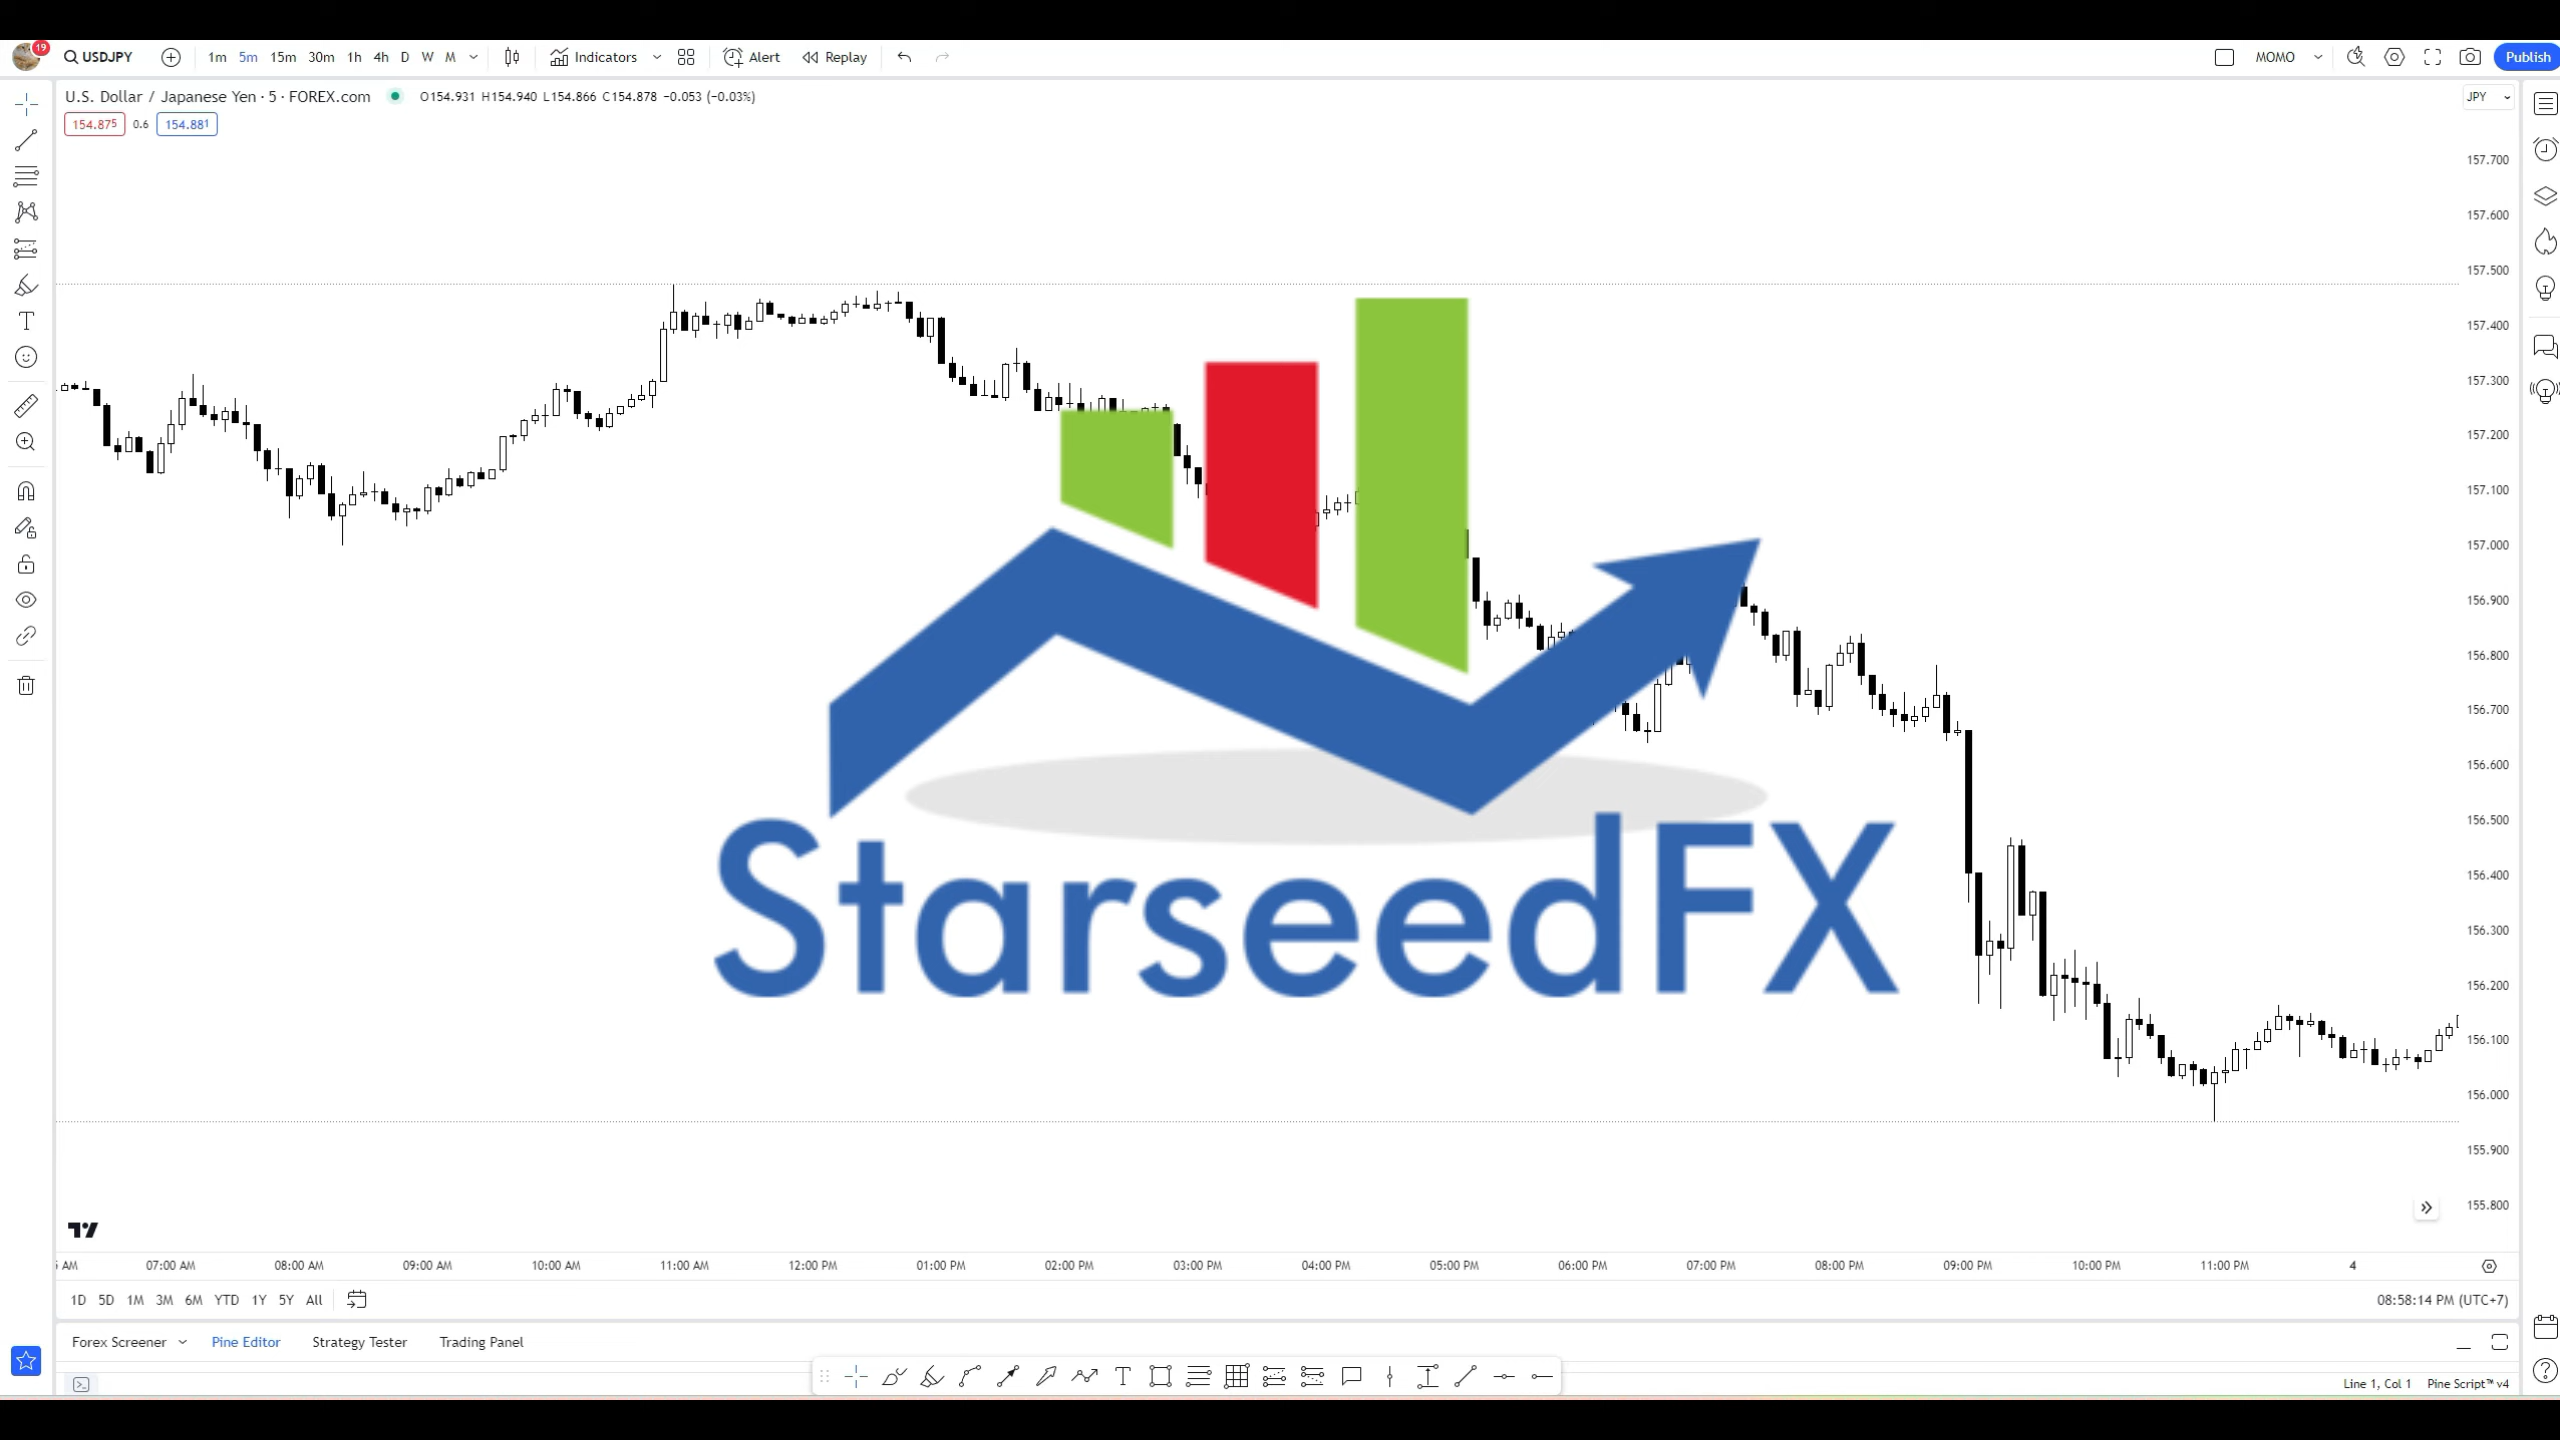 19
USDJPY
1m 5m 15m 30m 1h 4h D W M
Indicators
Alert
Replay
MOMO
Publish
U.S. Dollar / Japanese Yen · 5 · FOREX.com
O154.931 H154.940 L154.866 C154.878 −0.053 (−0.03%)
JPY
154.875 0.6 154.881
157.700
157.600
157.500
157.400
157.300
157.200
157.100
157.000
156.900
156.800
156.700
156.600
156.500
156.400
156.300
156.200
156.100
156.000
155.900
155.800
StarseedFX
AM 07:00 AM 08:00 AM 09:00 AM 10:00 AM 11:00 AM 12:00 PM 01:00 PM 02:00 PM 03:00 PM 04:00 PM 05:00 PM 06:00 PM 07:00 PM 08:00 PM 09:00 PM 10:00 PM 11:00 PM 4
1D 5D 1M 3M 6M YTD 1Y 5Y All
08:58:14 PM (UTC+7)
Forex Screener Pine Editor Strategy Tester Trading Panel
Line 1, Col 1 Pine Script™ v4